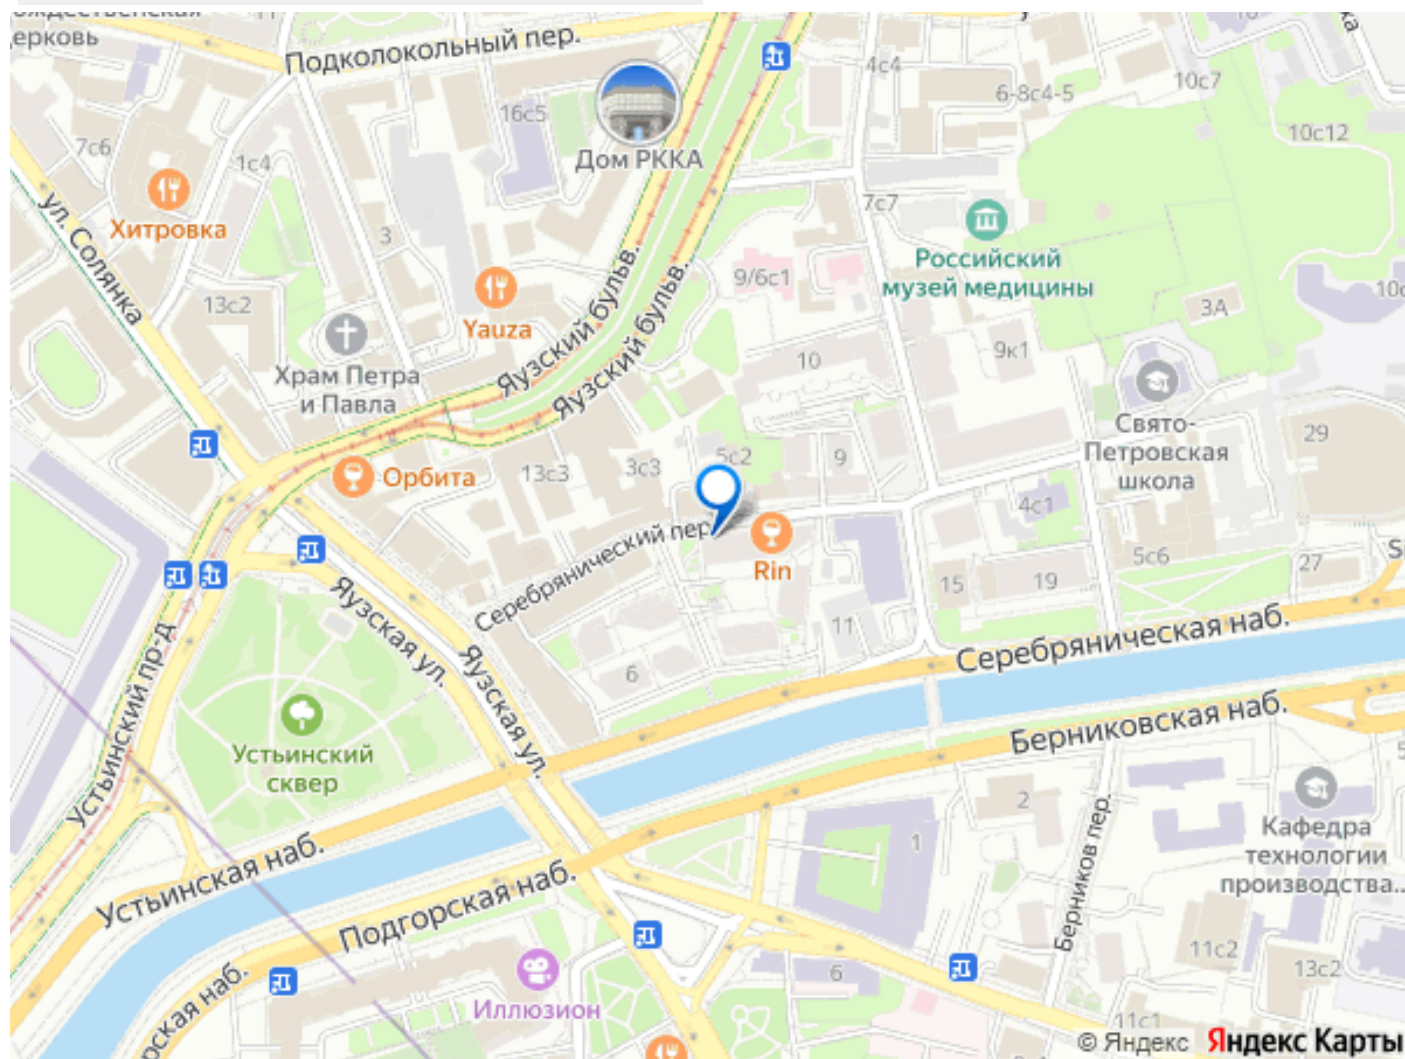 ерковь
Подколокольный пер.
4с4
10с7
6-8с4-5
16с5
10с12
7с6
1с4
Дом РККА
7с7
Хитровка
ул. Солянка
3
Российский
музей медицины
9/6с1
3А
13с2
Yauza
Яузский бульв.
Яузский бульв.
Храм Петра
и Павла
10
9к1
Свято-
Петровская
школа
29
Орбита
13с3
3с3
5с2
9
4с1
Серебрянический пер.
Rin
5с6
27
15
19
Яузская ул.
Яузская ул.
11
6
Серебряническая наб.
Берниковская наб.
Устьинский пр-д
Устьинский
сквер
2
1
Кафедра
технологии
производства...
Берников пер.
Устьинская наб.
Подгорская наб.
11с2
13с2
6
Иллюзион
рская наб.
11с1
© Яндекс Яндекс Карты